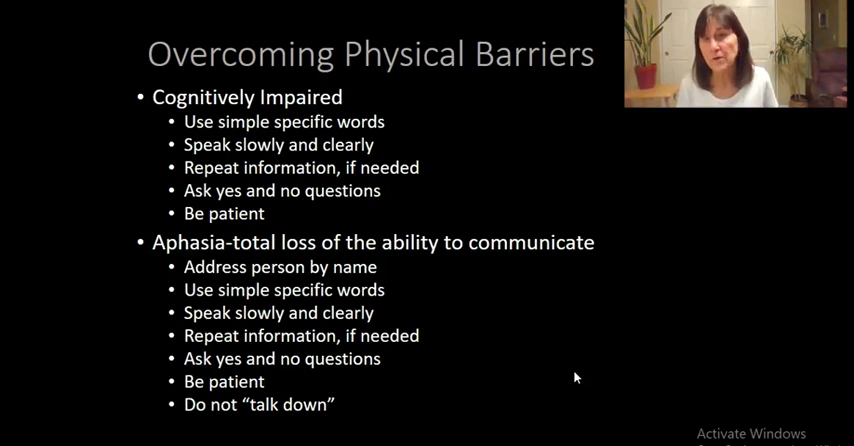 Overcoming Physical Barriers
• Cognitively Impaired
• Use simple specific words
• Speak slowly and clearly
• Repeat information, if needed
• Ask yes and no questions
• Be patient
• Aphasia-total loss of the ability to communicate
• Address person by name
• Use simple specific words
• Speak slowly and clearly
• Repeat information, if needed
• Ask yes and no questions
• Be patient
• Do not “talk down”
Activate Windows